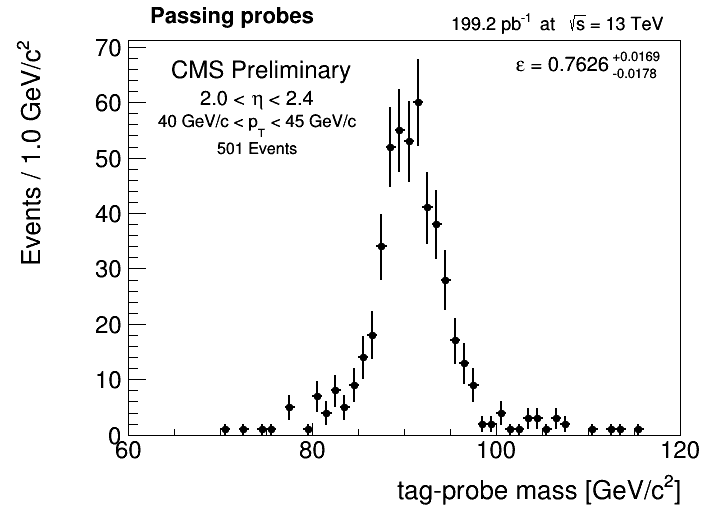 Passing probes
199.2 pb⁻¹ at √s = 13 TeV
CMS Preliminary
2.0 < η < 2.4
40 GeV/c < p_T < 45 GeV/c
501 Events
ε = 0.7626 +0.0169 -0.0178
Events / 1.0 GeV/c²
70
60
50
40
30
20
10
0
60 80 100 120
tag-probe mass [GeV/c²]